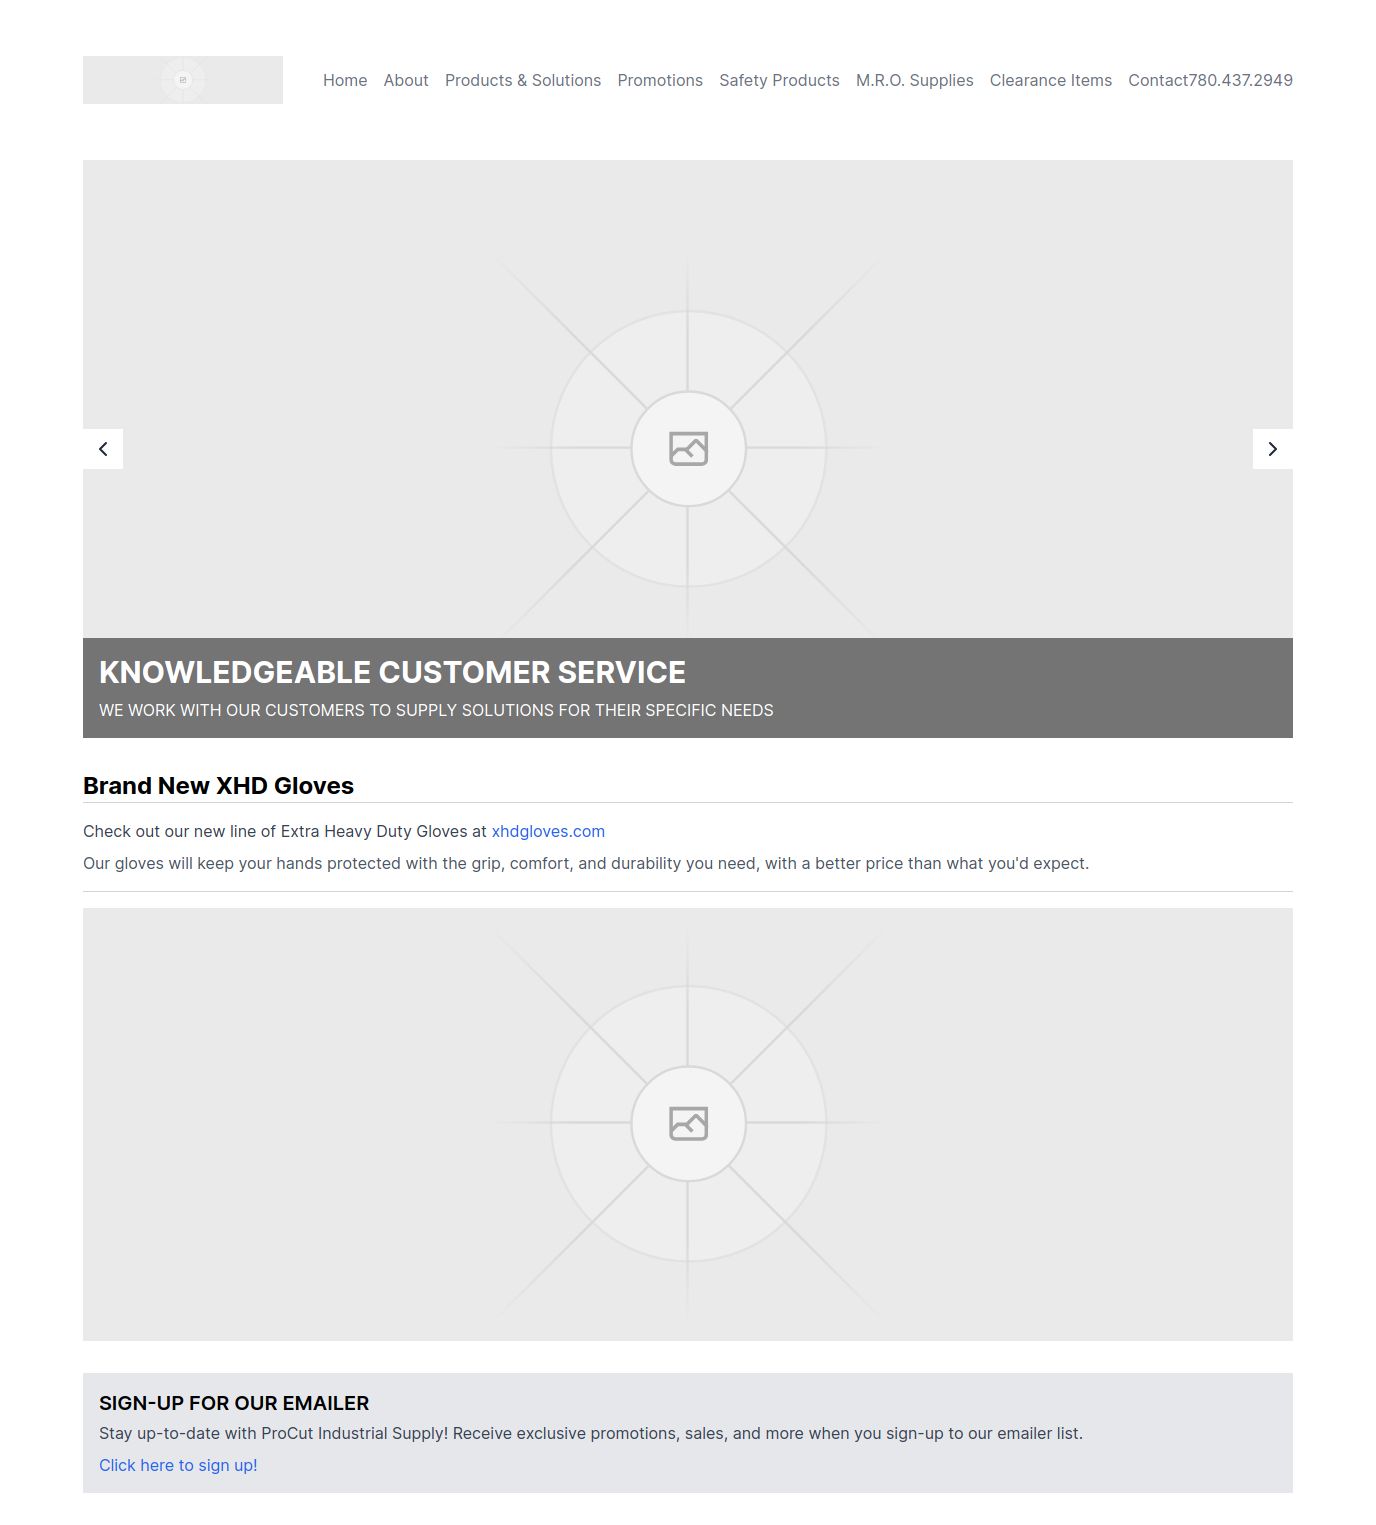 Home About Products & Solutions Promotions Safety Products M.R.O. Supplies Clearance Items Contact780.437.2949
KNOWLEDGEABLE CUSTOMER SERVICE
WE WORK WITH OUR CUSTOMERS TO SUPPLY SOLUTIONS FOR THEIR SPECIFIC NEEDS
Brand New XHD Gloves
Check out our new line of Extra Heavy Duty Gloves at xhdgloves.com
Our gloves will keep your hands protected with the grip, comfort, and durability you need, with a better price than what you'd expect.
SIGN-UP FOR OUR EMAILER
Stay up-to-date with ProCut Industrial Supply! Receive exclusive promotions, sales, and more when you sign-up to our emailer list.
Click here to sign up!